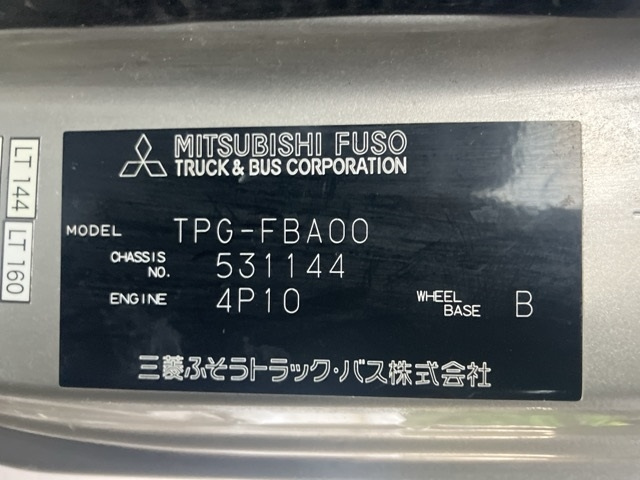 MITSUBISHI FUSO
TRUCK & BUS CORPORATION
MODEL TPG-FBA00
CHASSIS NO. 531144
ENGINE 4P10 WHEEL BASE B
三菱ふそうトラック・バス株式会社
LT 144
LT 160